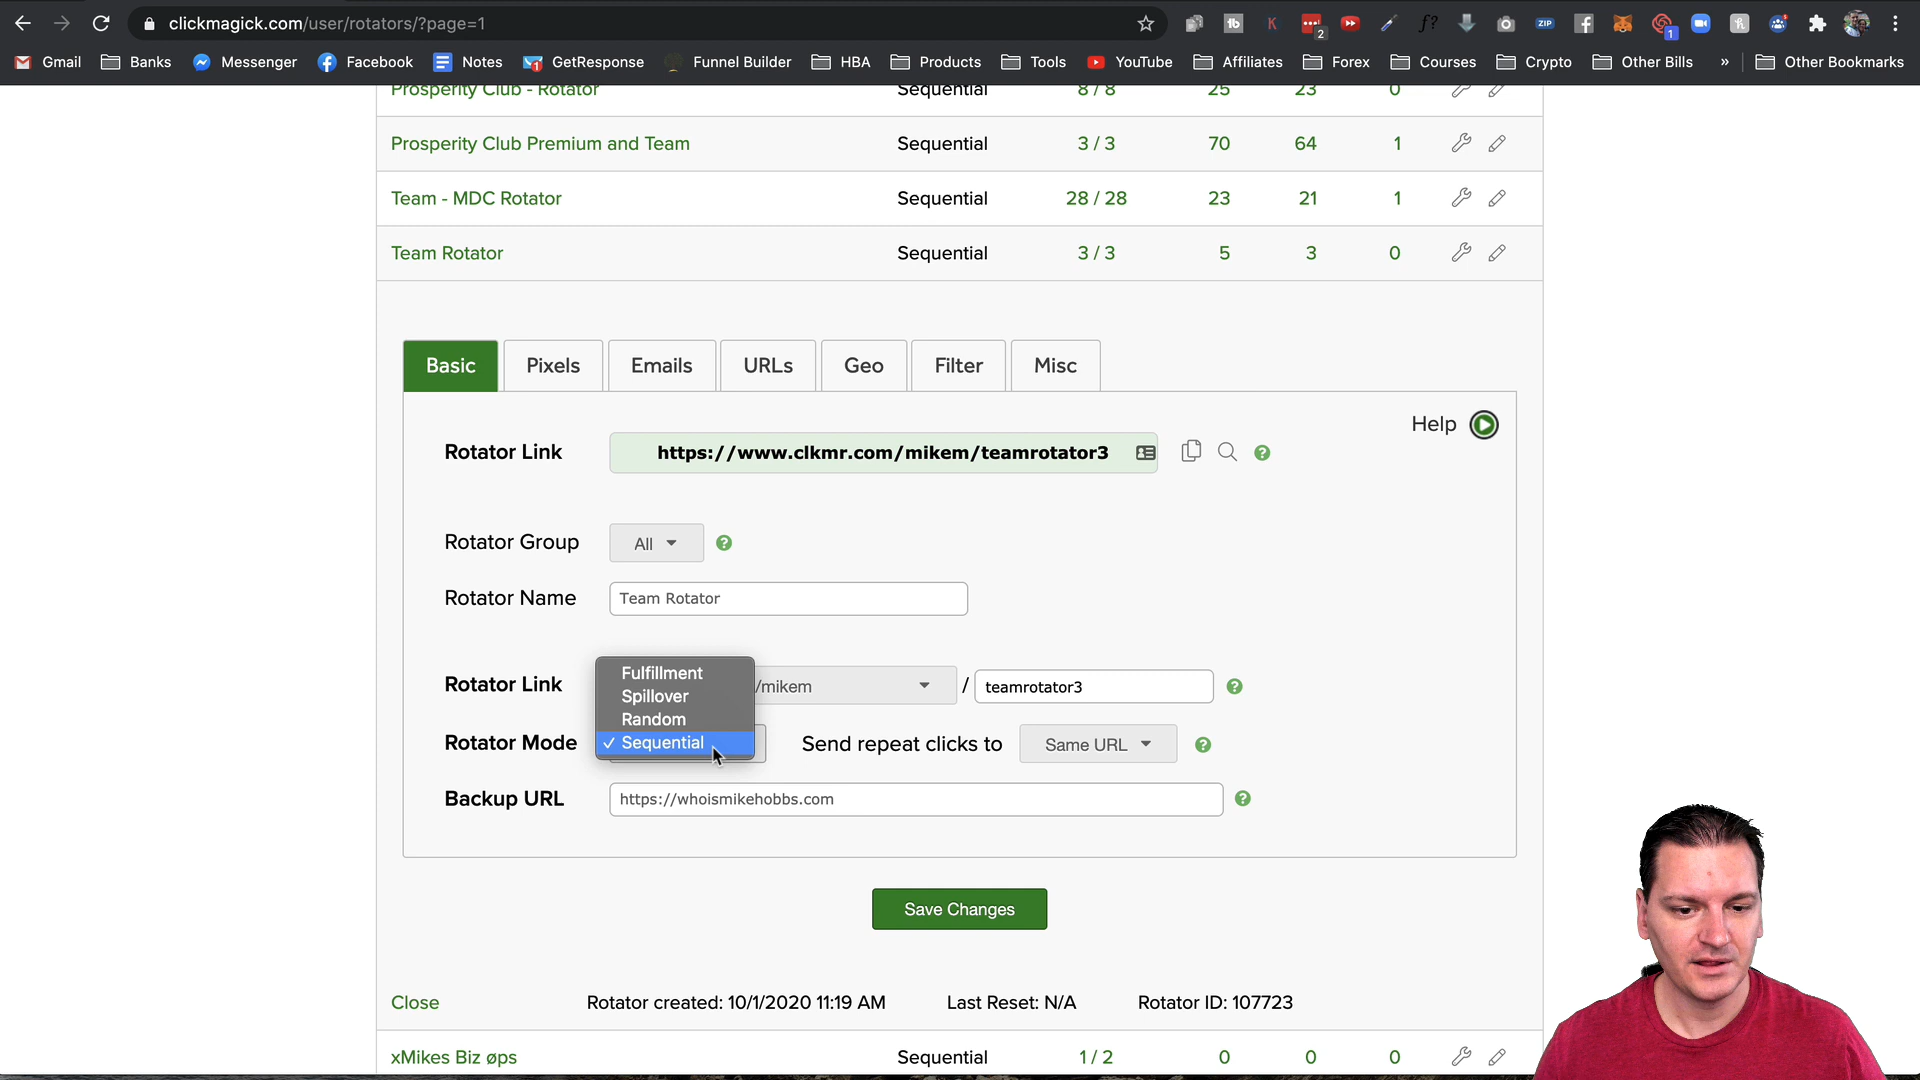 clickmagick.com/user/rotators/?page=1
Gmail Banks Messenger Facebook Notes GetResponse Funnel Builder HBA Products Tools YouTube Affiliates Forex Courses Crypto Other Bills » Other Bookmarks
Prosperity Club - Rotator Sequential 8 / 8 25 23 0
Prosperity Club Premium and Team Sequential 3 / 3 70 64 1
Team - MDC Rotator Sequential 28 / 28 23 21 1
Team Rotator Sequential 3 / 3 5 3 0
Basic Pixels Emails URLs Geo Filter Misc
Help
Rotator Link https://www.clkmr.com/mikem/teamrotator3 ?
Rotator Group All ?
Rotator Name Team Rotator
Fulfillment
Rotator Link /mikem / teamrotator3 ?
Spillover
Random
Rotator Mode ✓ Sequential Send repeat clicks to Same URL ?
Backup URL https://whoismikehobbs.com ?
Save Changes
Close Rotator created: 10/1/2020 11:19 AM Last Reset: N/A Rotator ID: 107723
xMikes Biz øps Sequential 1 / 2 0 0 0